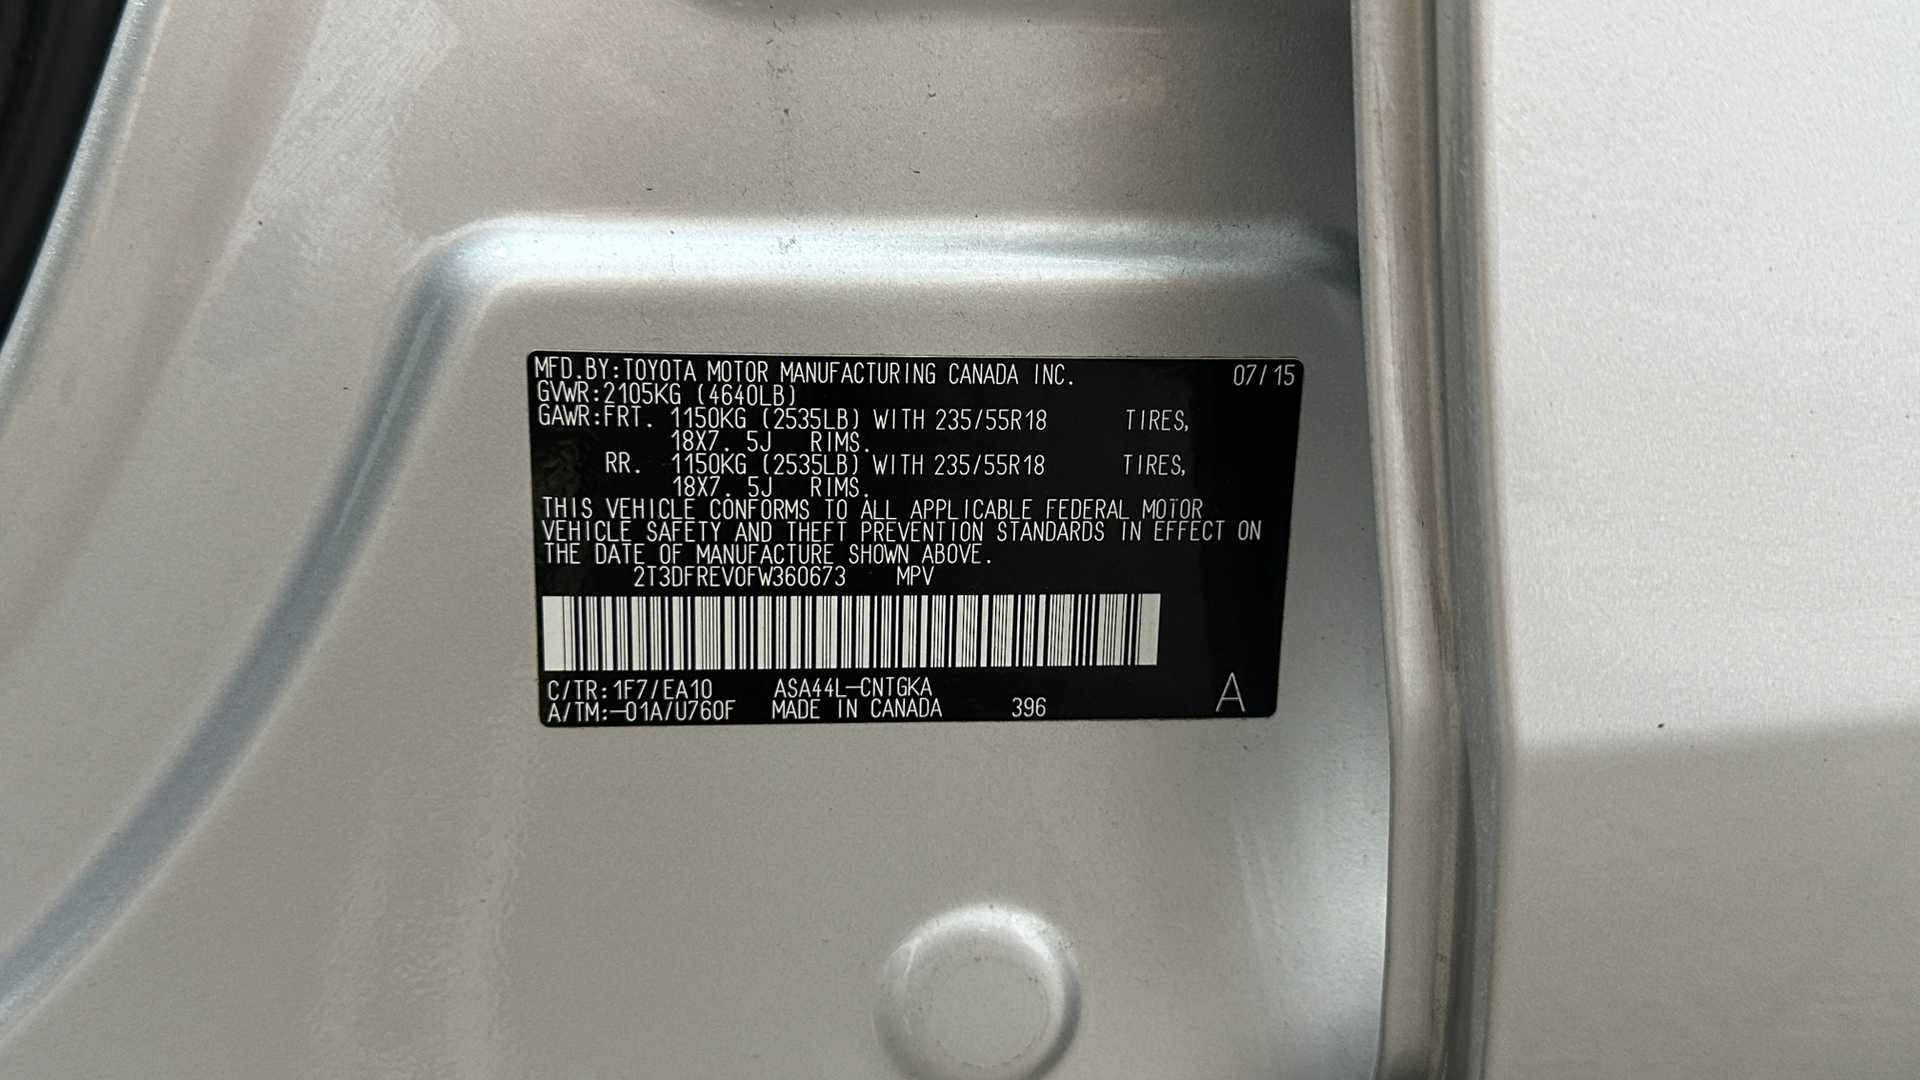 MFD.BY:TOYOTA MOTOR MANUFACTURING CANADA INC. 07/15
GVWR:2105KG (4640LB)
GAWR:FRT. 1150KG (2535LB) WITH 235/55R18 TIRES,
18X7. 5J RIMS.
RR. 1150KG (2535LB) WITH 235/55R18 TIRES,
18X7. 5J RIMS.
THIS VEHICLE CONFORMS TO ALL APPLICABLE FEDERAL MOTOR
VEHICLE SAFETY AND THEFT PREVENTION STANDARDS IN EFFECT ON
THE DATE OF MANUFACTURE SHOWN ABOVE.
2T3DFREV0FW360673 MPV
C/TR:1F7/EA10 ASA44L-CNTGKA
A/TM:-01A/U760F MADE IN CANADA 396 A